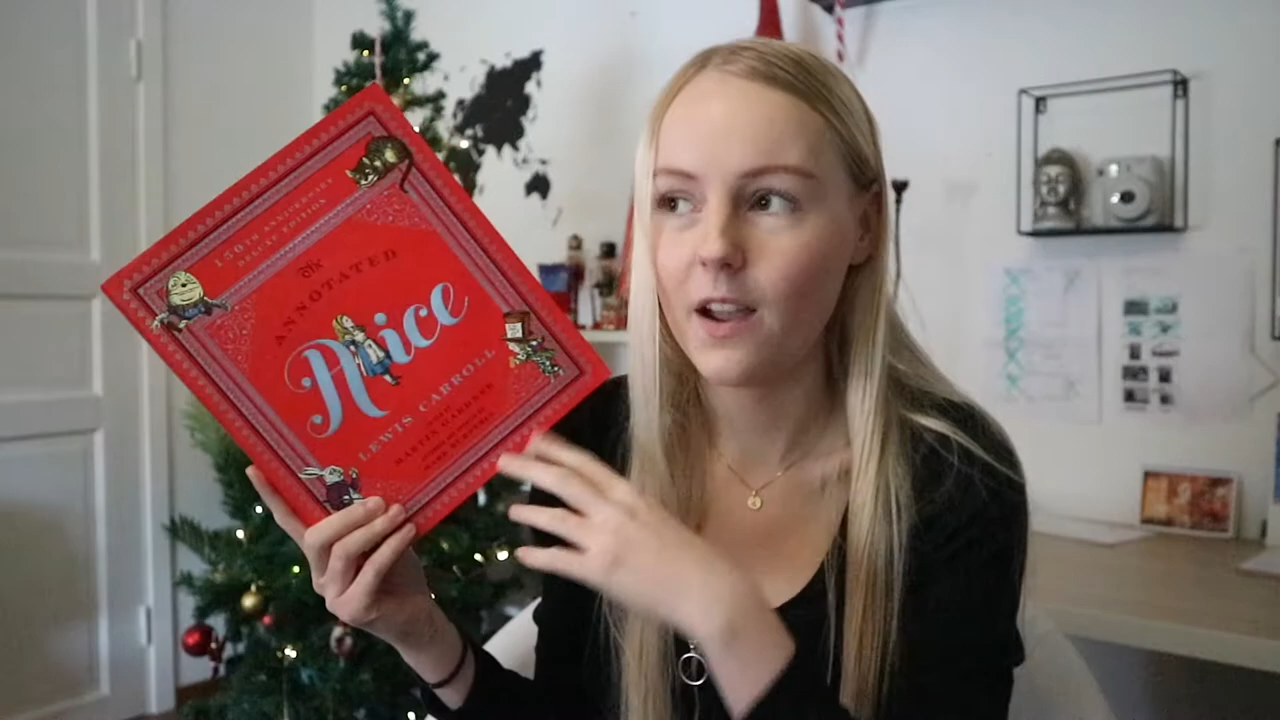 150TH ANNIVERSARY
DELUXE EDITION
The
ANNOTATED
Alice
LEWIS CARROLL
MARTIN GARDNER